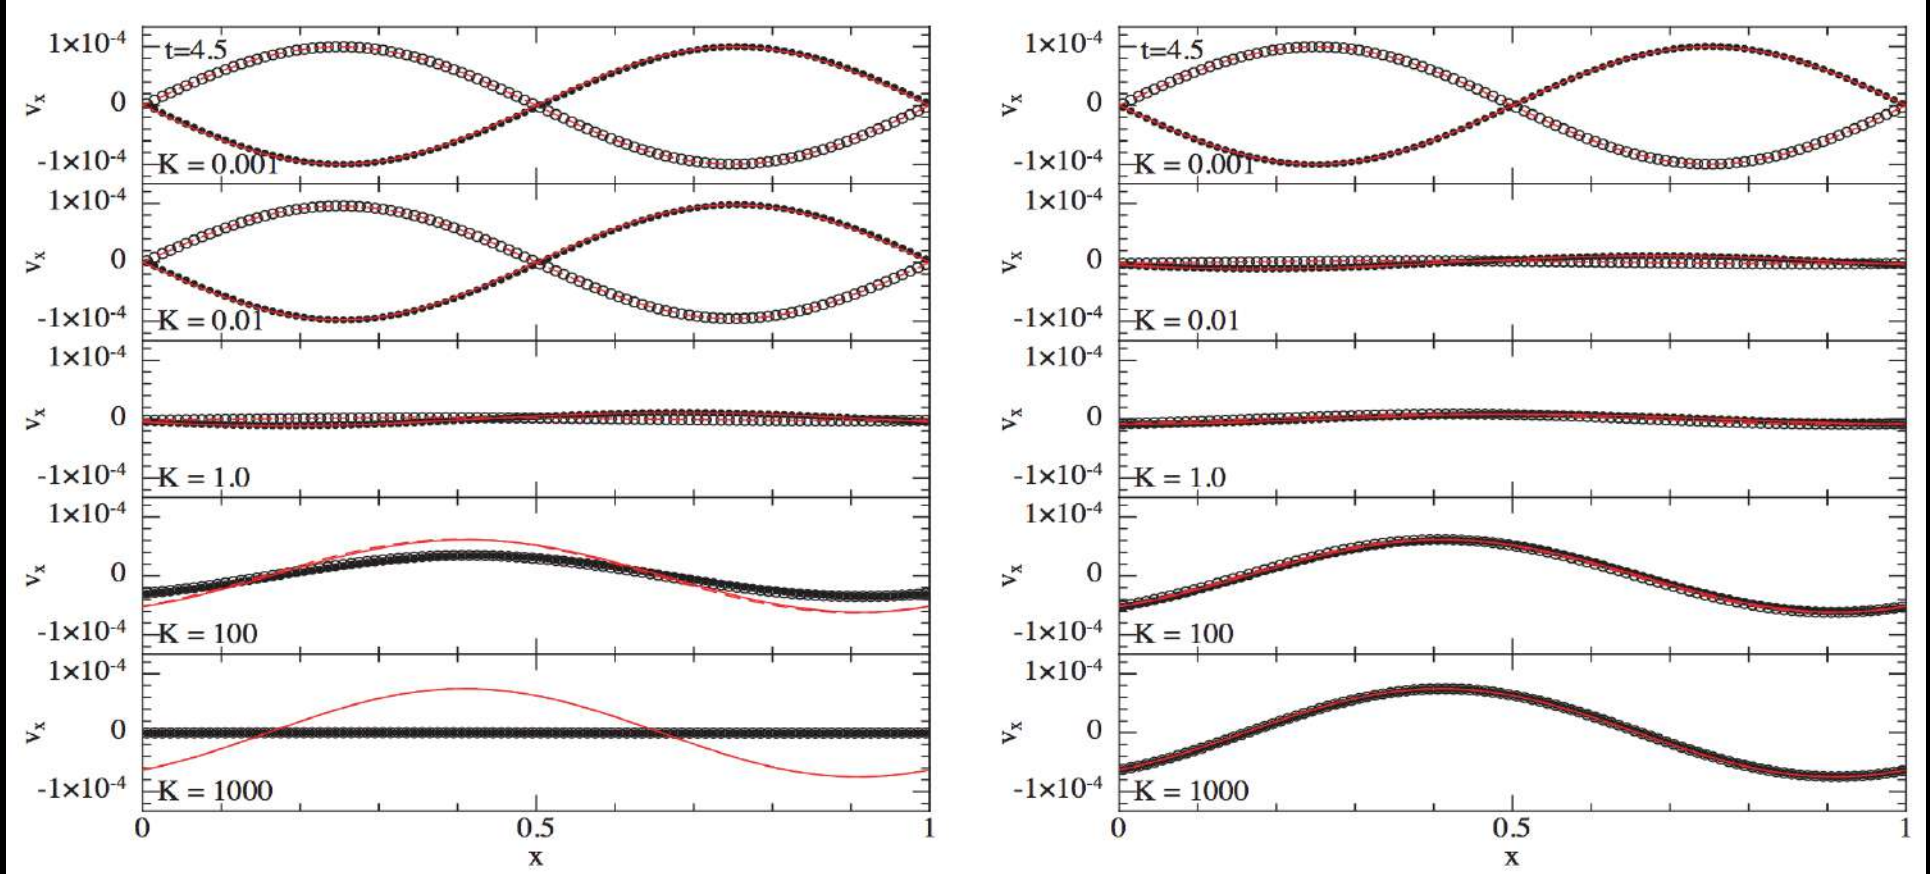 1×10⁻⁴
t=4.5
vₓ
0
-1×10⁻⁴
K = 0.001
1×10⁻⁴
vₓ
0
-1×10⁻⁴
K = 0.01
1×10⁻⁴
vₓ
0
-1×10⁻⁴
K = 1.0
1×10⁻⁴
vₓ
0
-1×10⁻⁴
K = 100
1×10⁻⁴
vₓ
0
-1×10⁻⁴
K = 1000
0 0.5 1
x
1×10⁻⁴
t=4.5
vₓ
0
-1×10⁻⁴
K = 0.001
1×10⁻⁴
vₓ
0
-1×10⁻⁴
K = 0.01
1×10⁻⁴
vₓ
0
-1×10⁻⁴
K = 1.0
1×10⁻⁴
vₓ
0
-1×10⁻⁴
K = 100
1×10⁻⁴
vₓ
0
-1×10⁻⁴
K = 1000
0 0.5 1
x